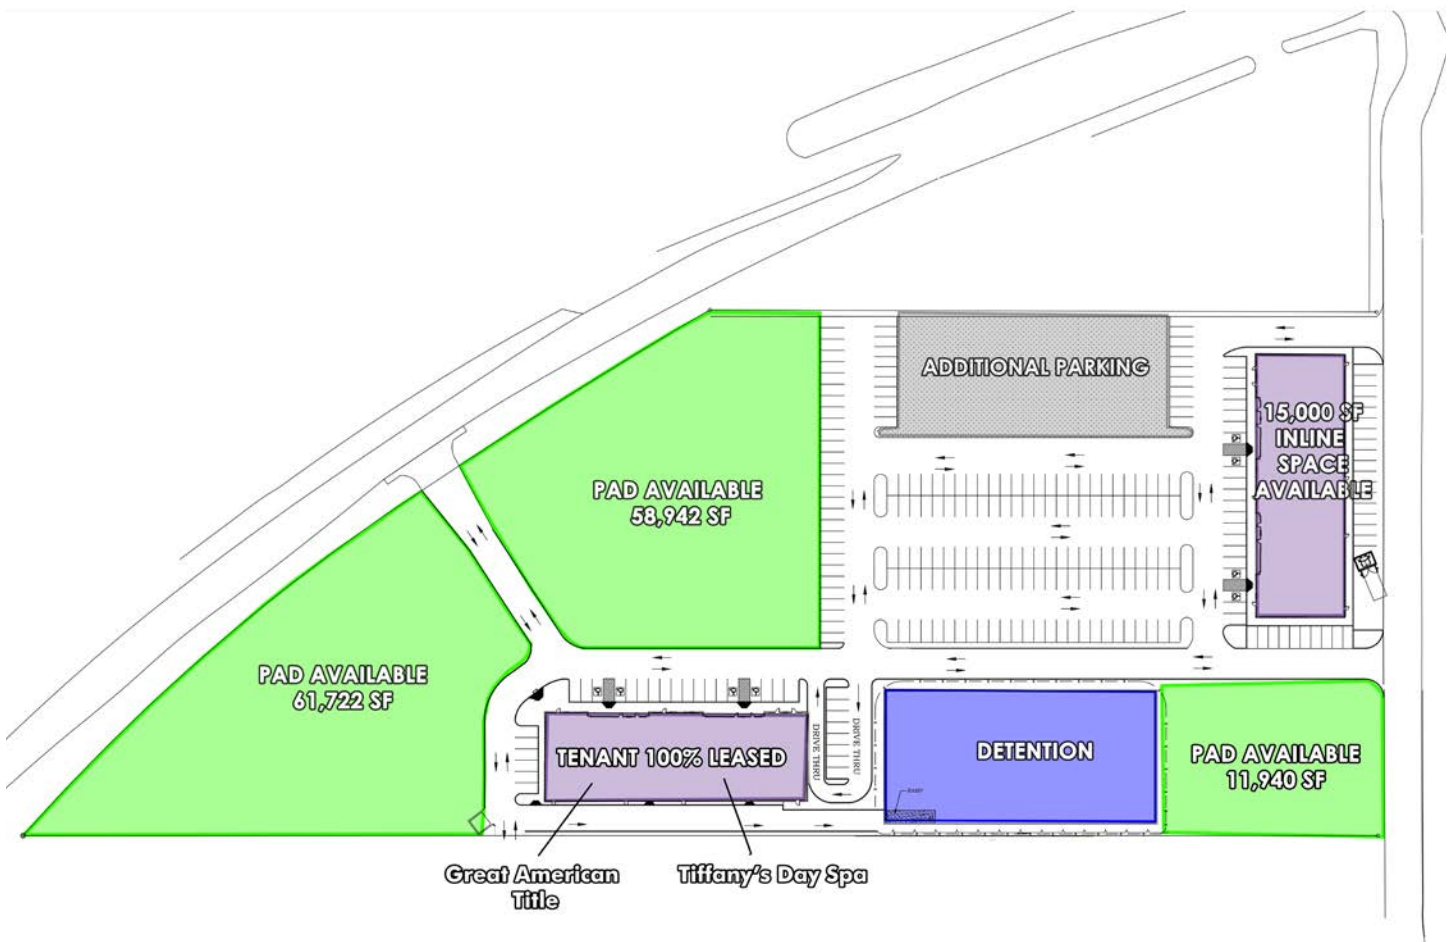 ADDITIONAL PARKING
15,000 SF
INLINE
SPACE
AVAILABLE
PAD AVAILABLE
58,942 SF
PAD AVAILABLE
61,722 SF
TENANT 100% LEASED
DRIVE THRU
DRIVE THRU
DETENTION
PAD AVAILABLE
11,940 SF
Great American
Title
Tiffany's Day Spa